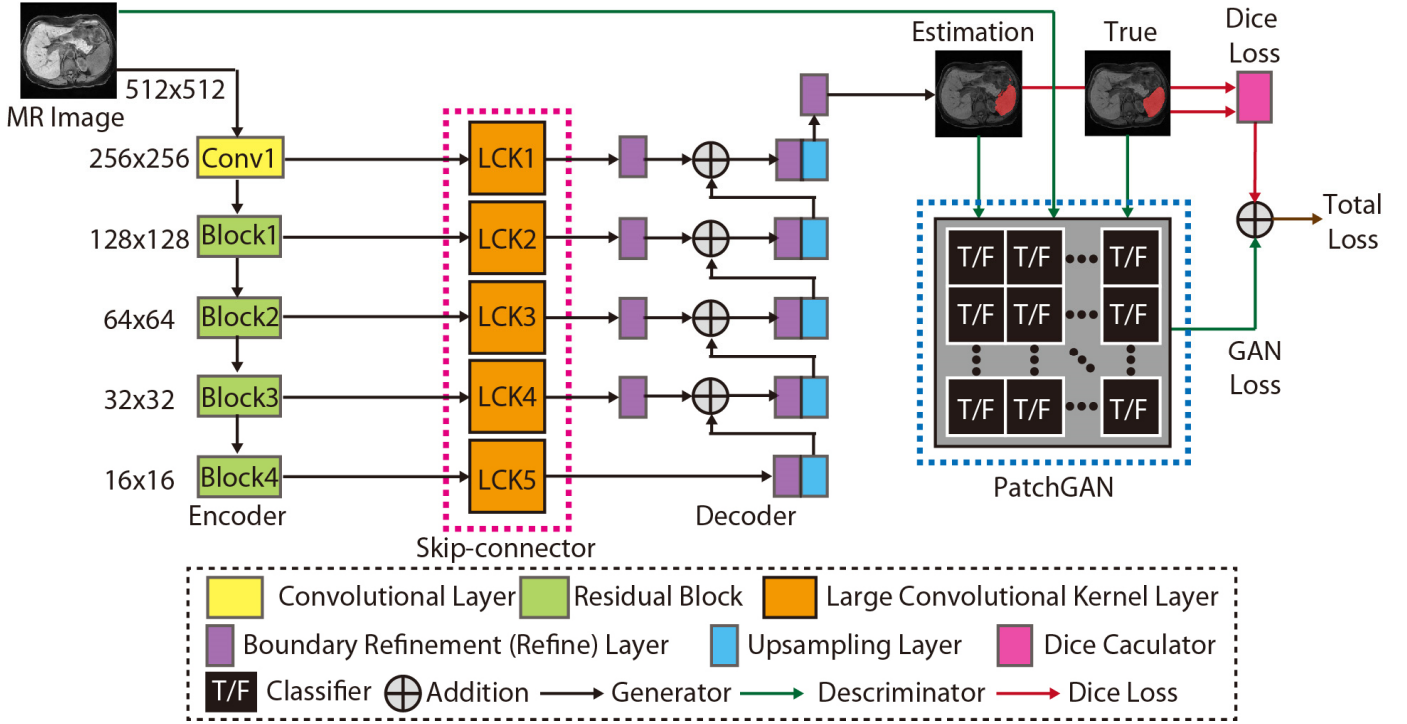 MR Image
512x512
256x256
Conv1
LCK1
128x128
Block1
LCK2
64x64
Block2
LCK3
32x32
Block3
LCK4
16x16
Block4
LCK5
Encoder
Skip-connector
Decoder
Estimation
True
Dice
Loss
T/F T/F ••• T/F
T/F T/F ••• T/F
T/F T/F ••• T/F
PatchGAN
Total
Loss
GAN
Loss
Convolutional Layer
Residual Block
Large Convolutional Kernel Layer
Boundary Refinement (Refine) Layer
Upsampling Layer
Dice Caculator
T/F Classifier
Addition
Generator
Descriminator
Dice Loss